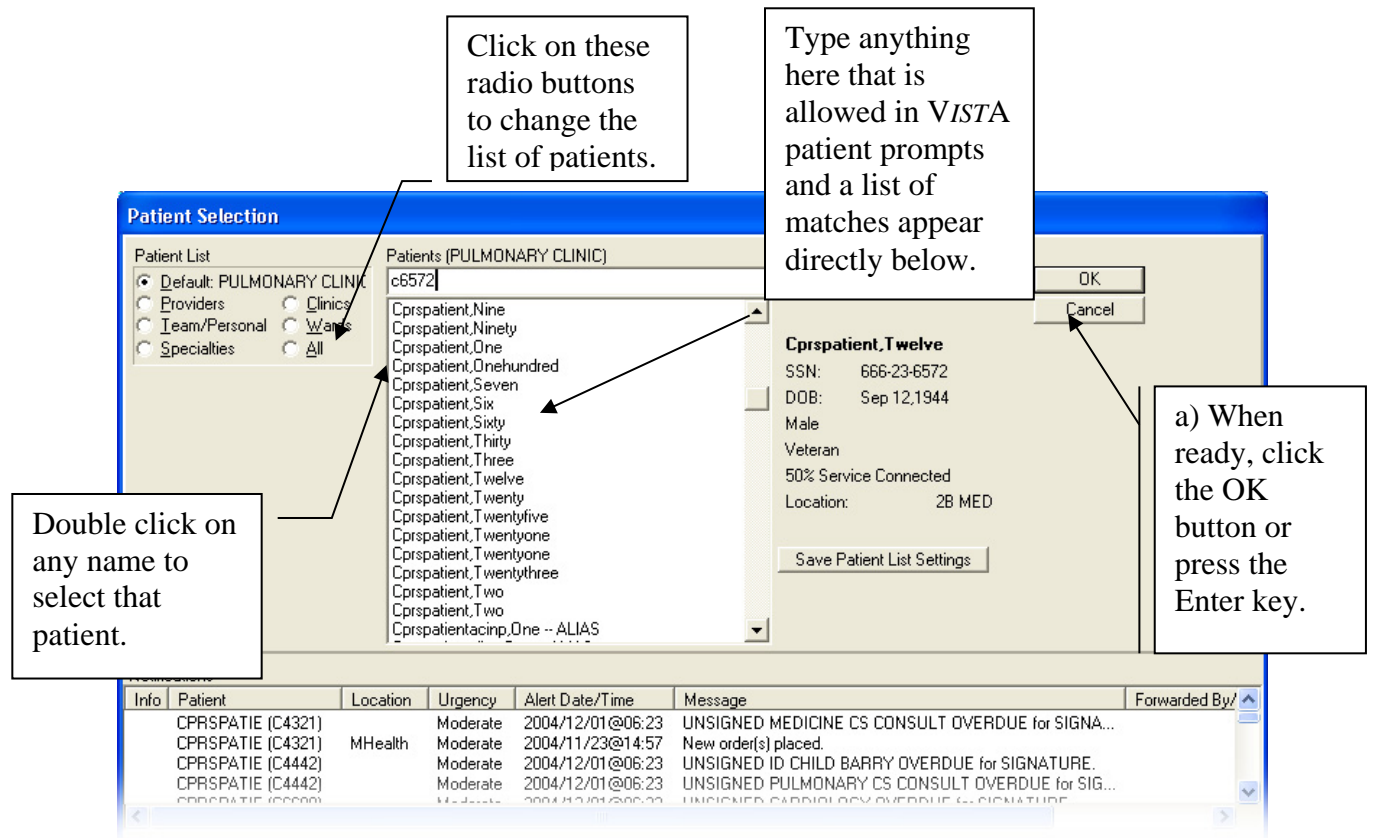 Click on these
radio buttons
to change the
list of patients.
Type anything
here that is
allowed in VISTA
patient prompts
and a list of
matches appear
directly below.
Patient Selection
Patient List
Default: PULMONARY CLINIC
Providers Clinics
Team/Personal Wards
Specialties All
Patients (PULMONARY CLINIC)
c6572
Cprspatient,Nine
Cprspatient,Ninety
Cprspatient,One
Cprspatient,Onehundred
Cprspatient,Seven
Cprspatient,Six
Cprspatient,Sixty
Cprspatient,Thirty
Cprspatient,Three
Cprspatient,Twelve
Cprspatient,Twenty
Cprspatient,Twentyfive
Cprspatient,Twentyone
Cprspatient,Twentyone
Cprspatient,Twentythree
Cprspatient,Two
Cprspatient,Two
Cprspatientacinp,One -- ALIAS
OK
Cancel
Cprspatient,Twelve
SSN: 666-23-6572
DOB: Sep 12,1944
Male
Veteran
50% Service Connected
Location: 2B MED
Save Patient List Settings
Double click on
any name to
select that
patient.
a) When
ready, click
the OK
button or
press the
Enter key.
Info Patient Location Urgency Alert Date/Time Message Forwarded By/
CPRSPATIE (C4321) Moderate 2004/12/01@06:23 UNSIGNED MEDICINE CS CONSULT OVERDUE for SIGNA...
CPRSPATIE (C4321) MHealth Moderate 2004/11/23@14:57 New order(s) placed.
CPRSPATIE (C4442) Moderate 2004/12/01@06:23 UNSIGNED ID CHILD BARRY OVERDUE for SIGNATURE.
CPRSPATIE (C4442) Moderate 2004/12/01@06:23 UNSIGNED PULMONARY CS CONSULT OVERDUE for SIG...